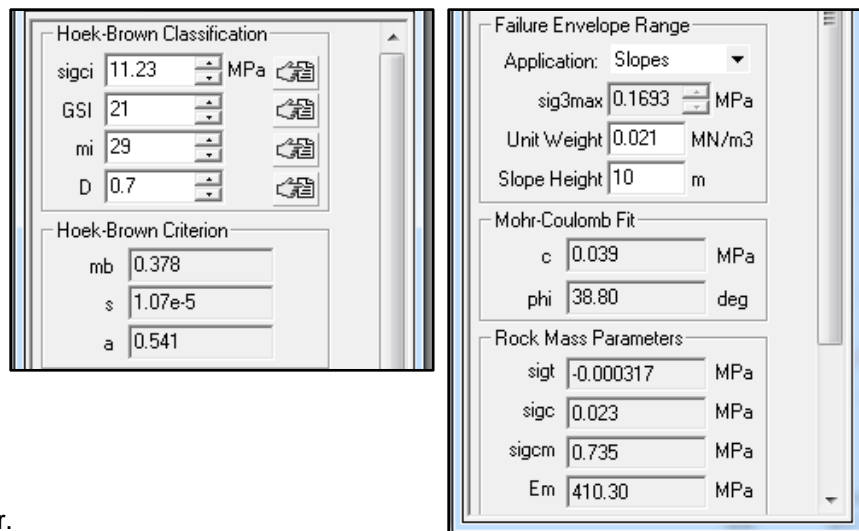 Hoek-Brown Classification
sigci 11.23 MPa
GSI 21
mi 29
D 0.7
Hoek-Brown Criterion
mb 0.378
s 1.07e-5
a 0.541
Failure Envelope Range
Application: Slopes
sig3max 0.1693 MPa
Unit Weight 0.021 MN/m3
Slope Height 10 m
Mohr-Coulomb Fit
c 0.039 MPa
phi 38.80 deg
Rock Mass Parameters
sigt -0.000317 MPa
sigc 0.023 MPa
sigcm 0.735 MPa
Em 410.30 MPa
r.